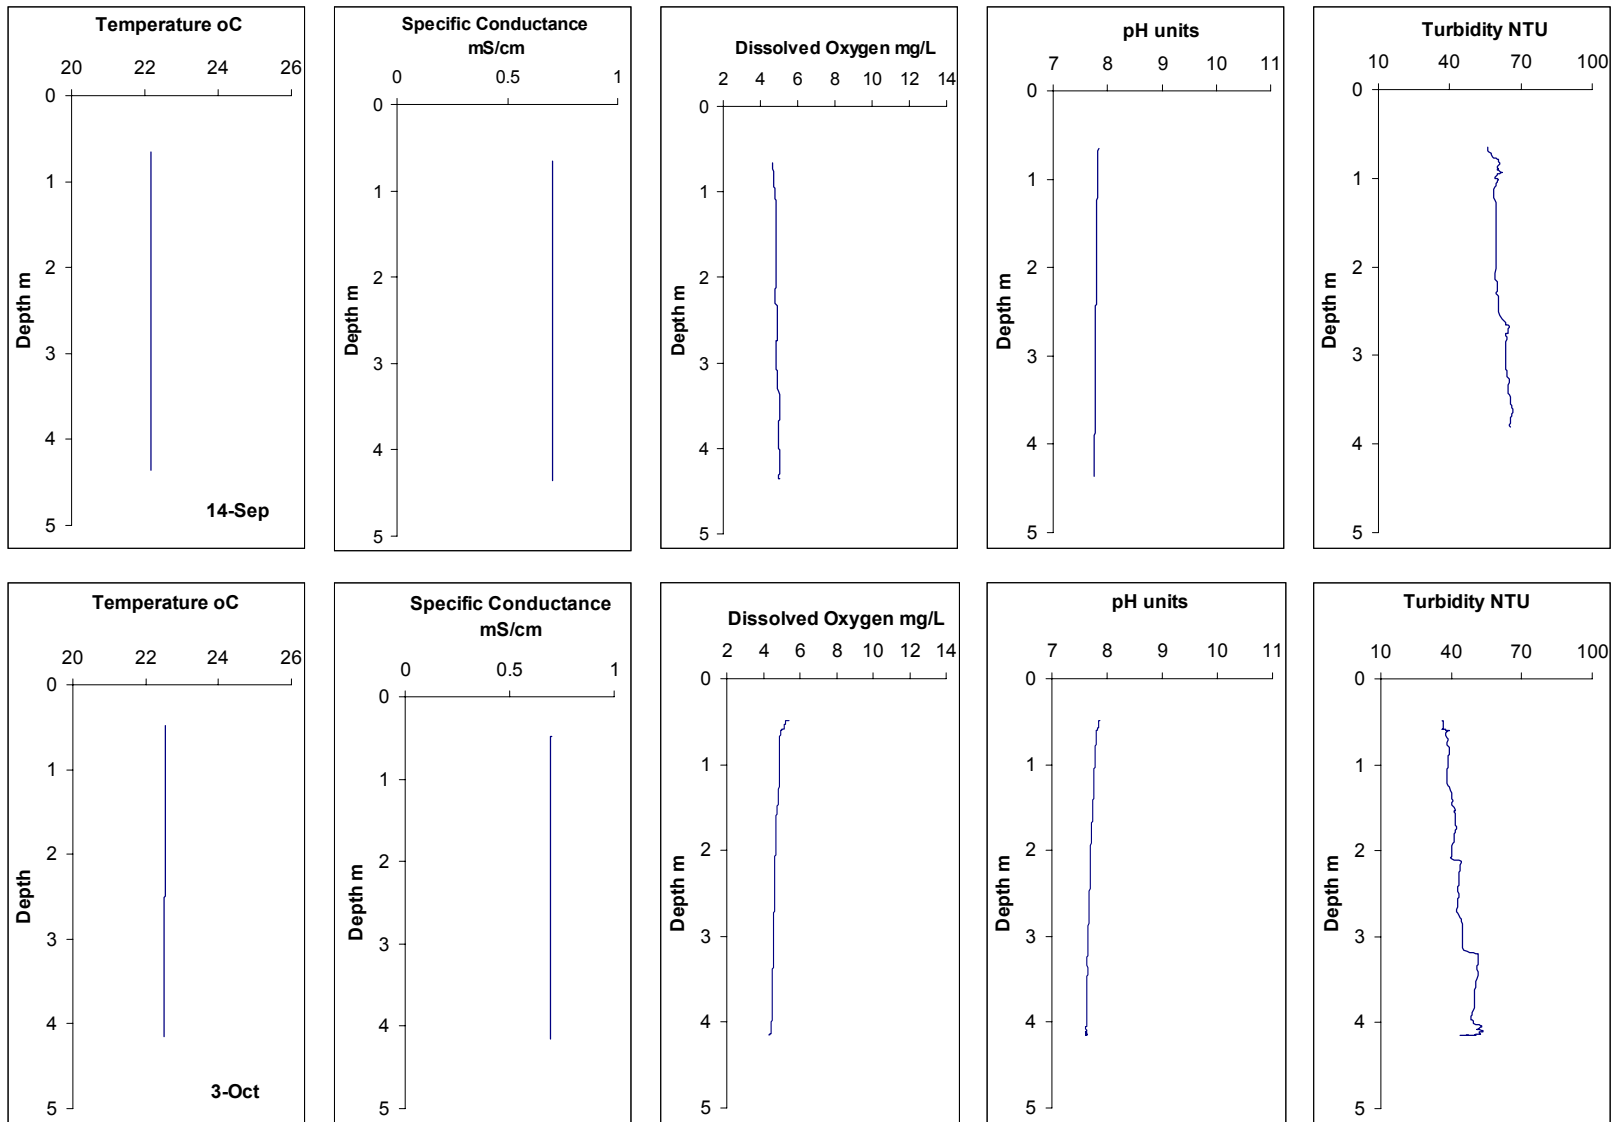 Temperature oC
20 22 24 26
0
1
2
3
4
5
Depth m
14-Sep
Specific Conductance
mS/cm
0 0.5 1
0
1
2
3
4
5
Depth m
Dissolved Oxygen mg/L
2 4 6 8 10 12 14
0
1
2
3
4
5
Depth m
pH units
7 8 9 10 11
0
1
2
3
4
5
Depth m
Turbidity NTU
10 40 70 100
0
1
2
3
4
5
Depth m
Temperature oC
20 22 24 26
0
1
2
3
4
5
Depth
3-Oct
Specific Conductance
mS/cm
0 0.5 1
0
1
2
3
4
5
Depth m
Dissolved Oxygen mg/L
2 4 6 8 10 12 14
0
1
2
3
4
5
Depth m
pH units
7 8 9 10 11
0
1
2
3
4
5
Depth m
Turbidity NTU
10 40 70 100
0
1
2
3
4
5
Depth m